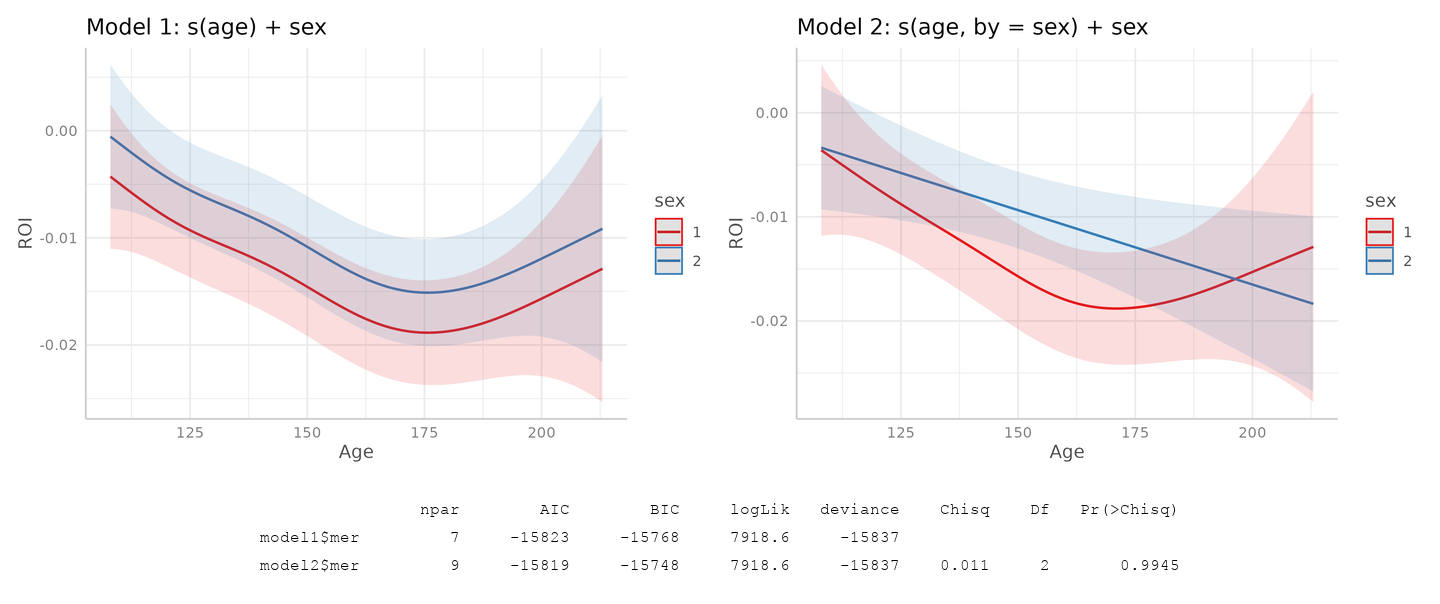 Model 1: s(age) + sex
0.00
-0.01
-0.02
ROI
125 150 175 200
Age
sex
1
2
Model 2: s(age, by = sex) + sex
0.00
-0.01
-0.02
ROI
125 150 175 200
Age
sex
1
2
npar AIC BIC logLik deviance Chisq Df Pr(>Chisq)
model1$mer 7 -15823 -15768 7918.6 -15837
model2$mer 9 -15819 -15748 7918.6 -15837 0.011 2 0.9945